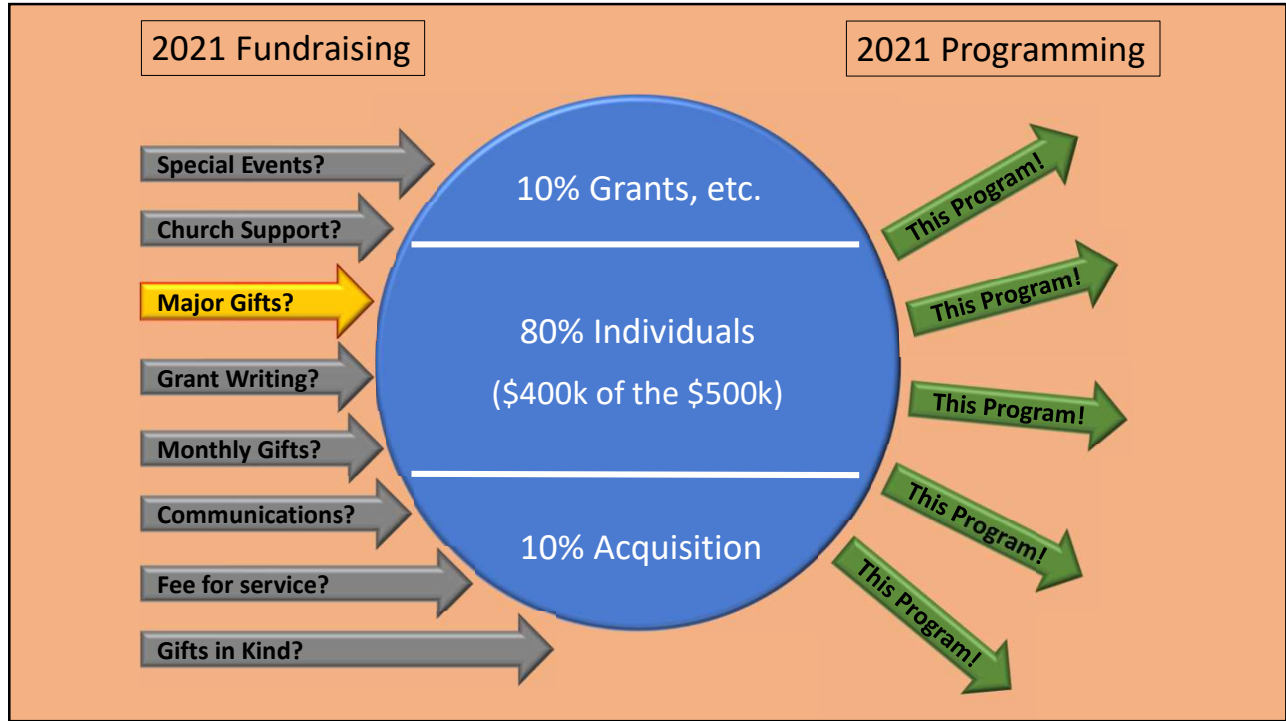 2021 Fundraising
2021 Programming
Special Events?
Church Support?
Major Gifts?
Grant Writing?
Monthly Gifts?
Communications?
Fee for service?
Gifts in Kind?
10% Grants, etc.
80% Individuals
($400k of the $500k)
10% Acquisition
This Program!
This Program!
This Program!
This Program!
This Program!